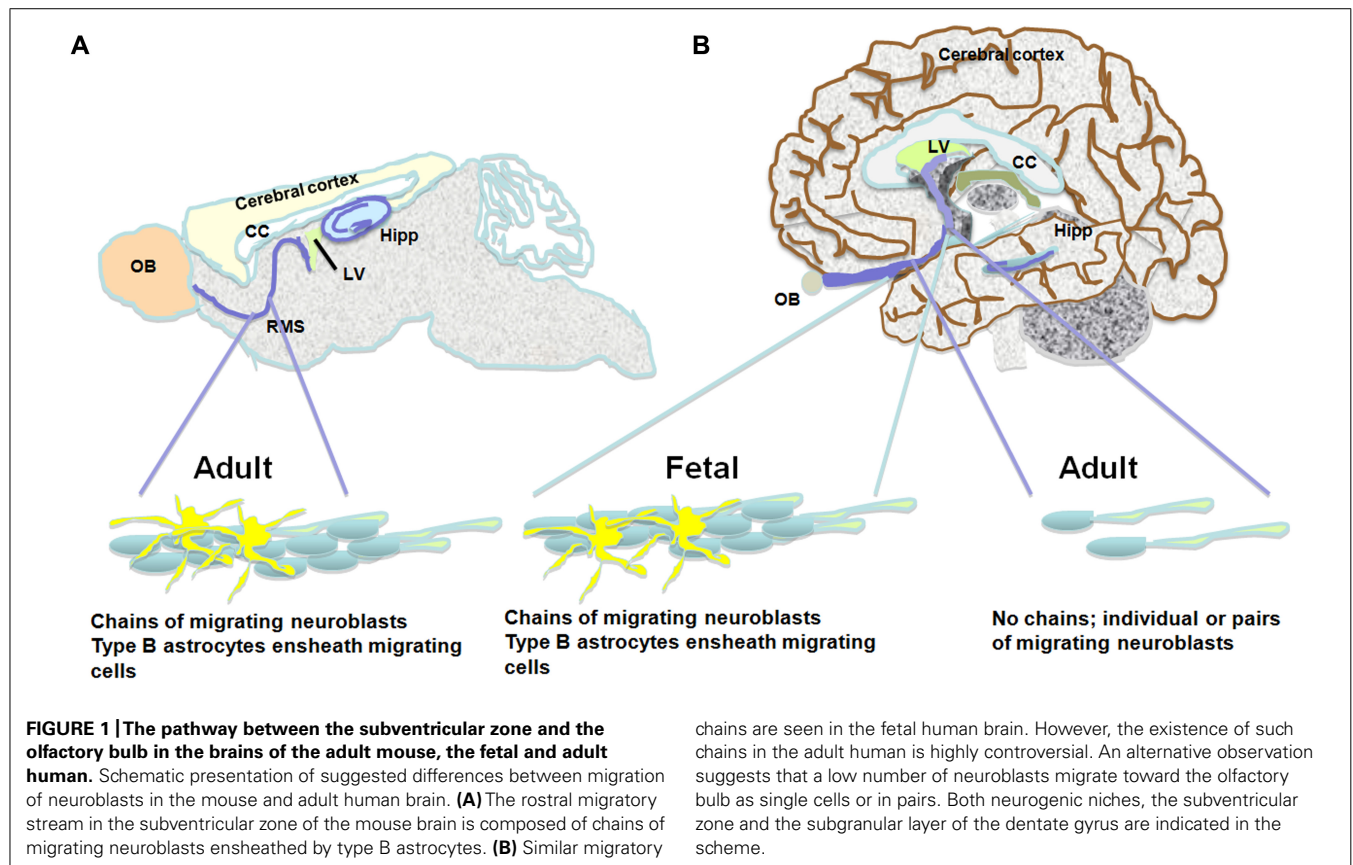 A
B
Cerebral cortex
LV
CC
Hipp
OB
Cerebral cortex
CC
Hipp
OB
LV
RMS
Adult
Fetal
Adult
Chains of migrating neuroblasts
Type B astrocytes ensheath migrating
cells
Chains of migrating neuroblasts
Type B astrocytes ensheath migrating
cells
No chains; individual or pairs
of migrating neuroblasts
FIGURE 1 | The pathway between the subventricular zone and the
olfactory bulb in the brains of the adult mouse, the fetal and adult
human. Schematic presentation of suggested differences between migration
of neuroblasts in the mouse and adult human brain. (A) The rostral migratory
stream in the subventricular zone of the mouse brain is composed of chains of
migrating neuroblasts ensheathed by type B astrocytes. (B) Similar migratory
chains are seen in the fetal human brain. However, the existence of such
chains in the adult human is highly controversial. An alternative observation
suggests that a low number of neuroblasts migrate toward the olfactory
bulb as single cells or in pairs. Both neurogenic niches, the subventricular
zone and the subgranular layer of the dentate gyrus are indicated in the
scheme.